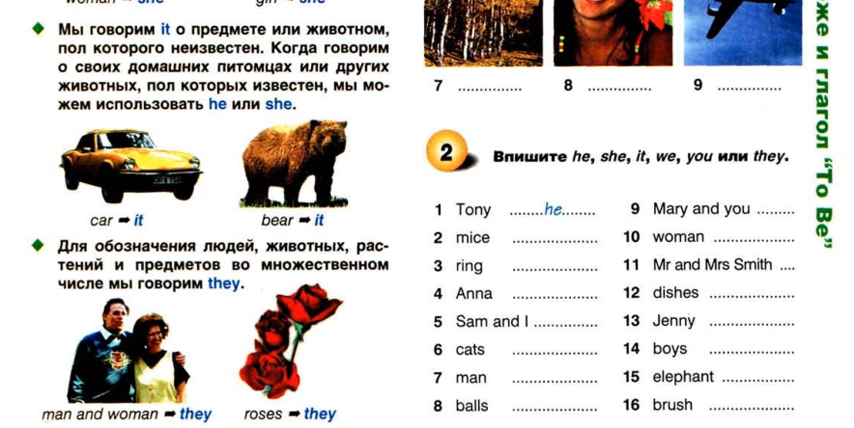 woman ➡ she girl ➡ she
◆ Мы говорим it о предмете или животном,
пол которого неизвестен. Когда говорим
о своих домашних питомцах или других
животных, пол которых известен, мы мо-
жем использовать he или she.
car ➡ it bear ➡ it
◆ Для обозначения людей, животных, рас-
тений и предметов во множественном
числе мы говорим they.
man and woman ➡ they roses ➡ they
7 ............... 8 ............... 9 ...............
2 Впишите he, she, it, we, you или they.
1 Tony ........he........
2 mice ....................
3 ring ....................
4 Anna ....................
5 Sam and I ...............
6 cats ....................
7 man ....................
8 balls ....................
9 Mary and you .........
10 woman ...................
11 Mr and Mrs Smith ....
12 dishes ....................
13 Jenny ....................
14 boys ....................
15 elephant .................
16 brush ....................
же и глагол "To Be"